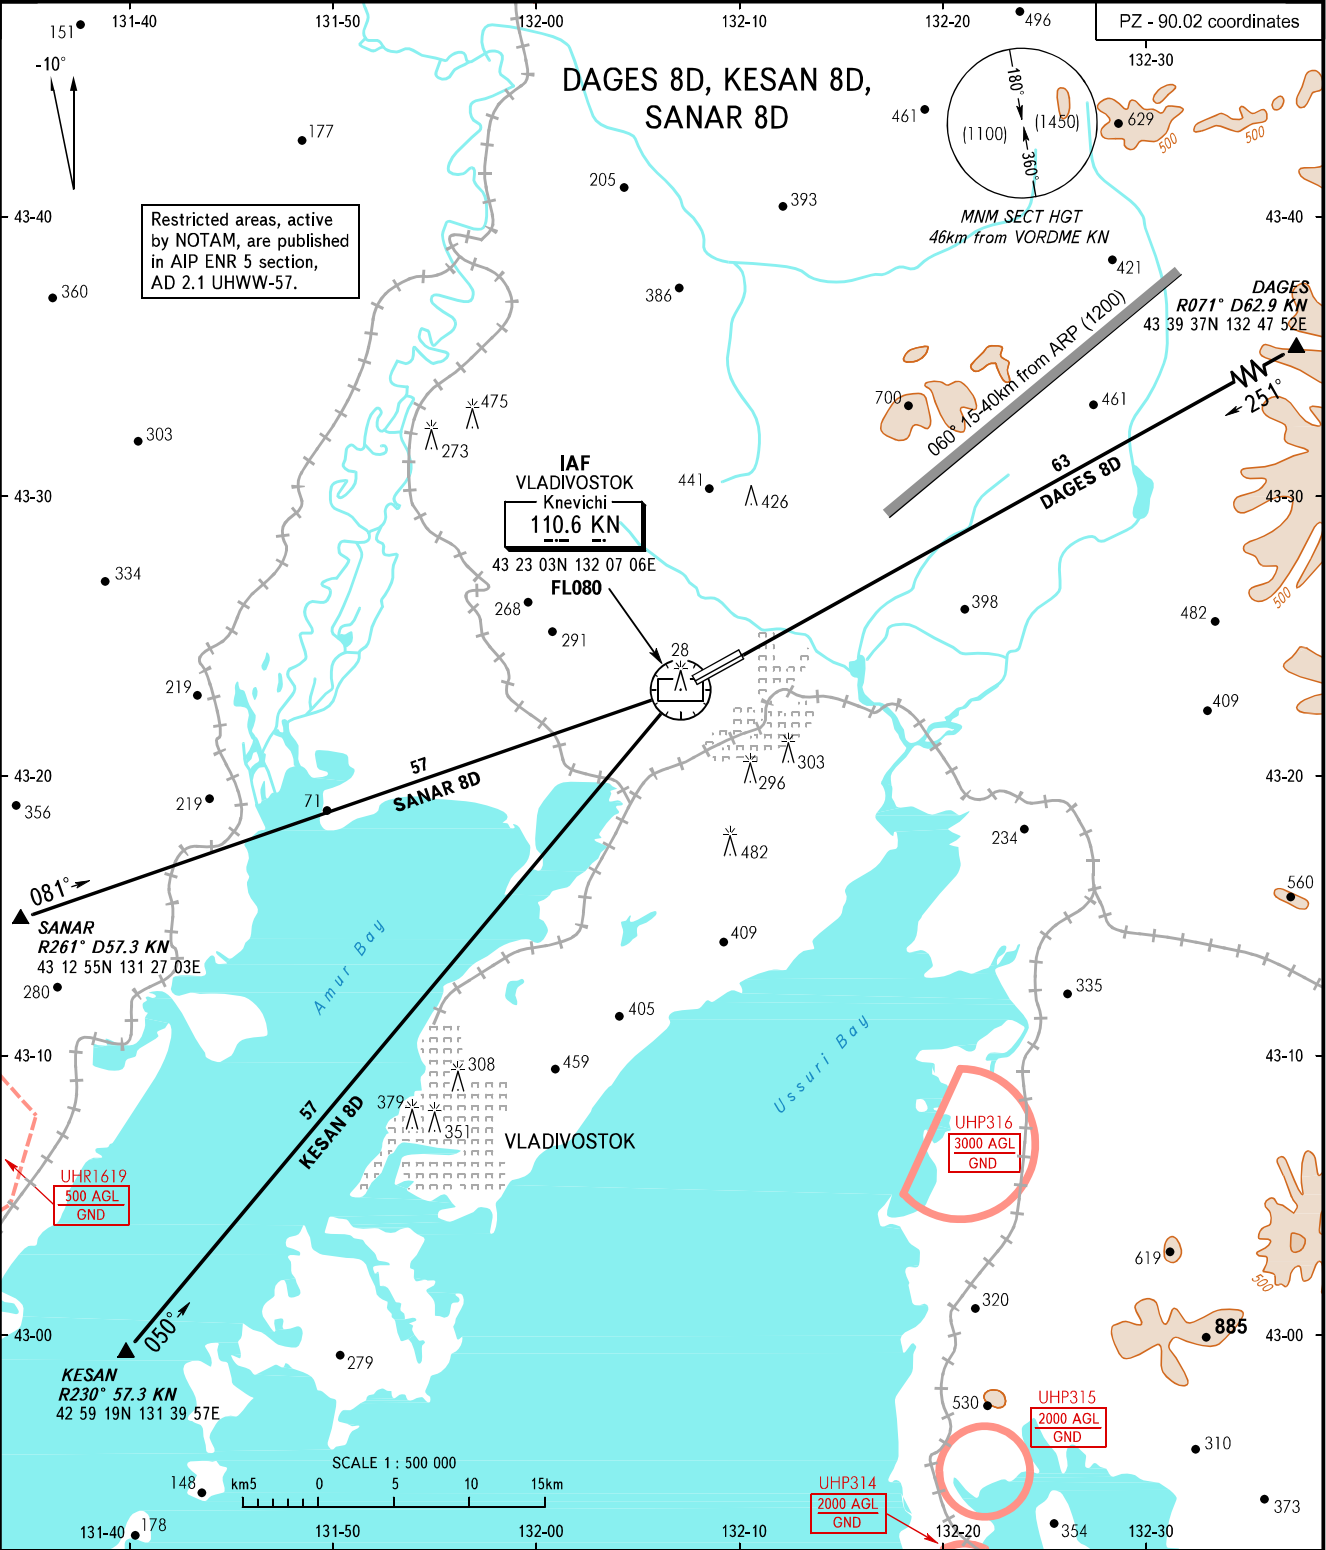 131-40
131-50
132-00
132-10
132-20
496
PZ - 90.02 coordinates
151
132-30
-10°
DAGES 8D, KESAN 8D,
SANAR 8D
180°
(1100)
(1450)
360°
461
629
500
500
177
205
393
MNM SECT HGT
46km from VORDME KN
43-40
43-40
Restricted areas, active
by NOTAM, are published
in AIP ENR 5 section,
AD 2.1 UHWW-57.
421
360
386
DAGES
R071° D62.9 KN
43 39 37N 132 47 52E
060° 15-40km from ARP (1200)
251°
475
273
700
461
303
IAF
VLADIVOSTOK
Knevichi
110.6 KN
43 23 03N 132 07 06E
FL080
441
426
63
DAGES 8D
43-30
43-30
334
268
291
398
500
482
28
219
409
57
SANAR 8D
303
296
43-20
43-20
356
219
71
234
482
560
081°
SANAR
R261° D57.3 KN
43 12 55N 131 27 03E
280
Amur Bay
409
335
405
Ussuri Bay
43-10
43-10
308
459
379
351
57
KESAN 8D
VLADIVOSTOK
UHP316
3000 AGL
GND
UHR1619
500 AGL
GND
619
500
320
885
050°
43-00
43-00
279
KESAN
R230° 57.3 KN
42 59 19N 131 39 57E
530
UHP315
2000 AGL
GND
310
SCALE 1 : 500 000
km5
0
5
10
15km
148
UHP314
2000 AGL
GND
373
354
178
131-40
131-50
132-00
132-10
132-20
132-30